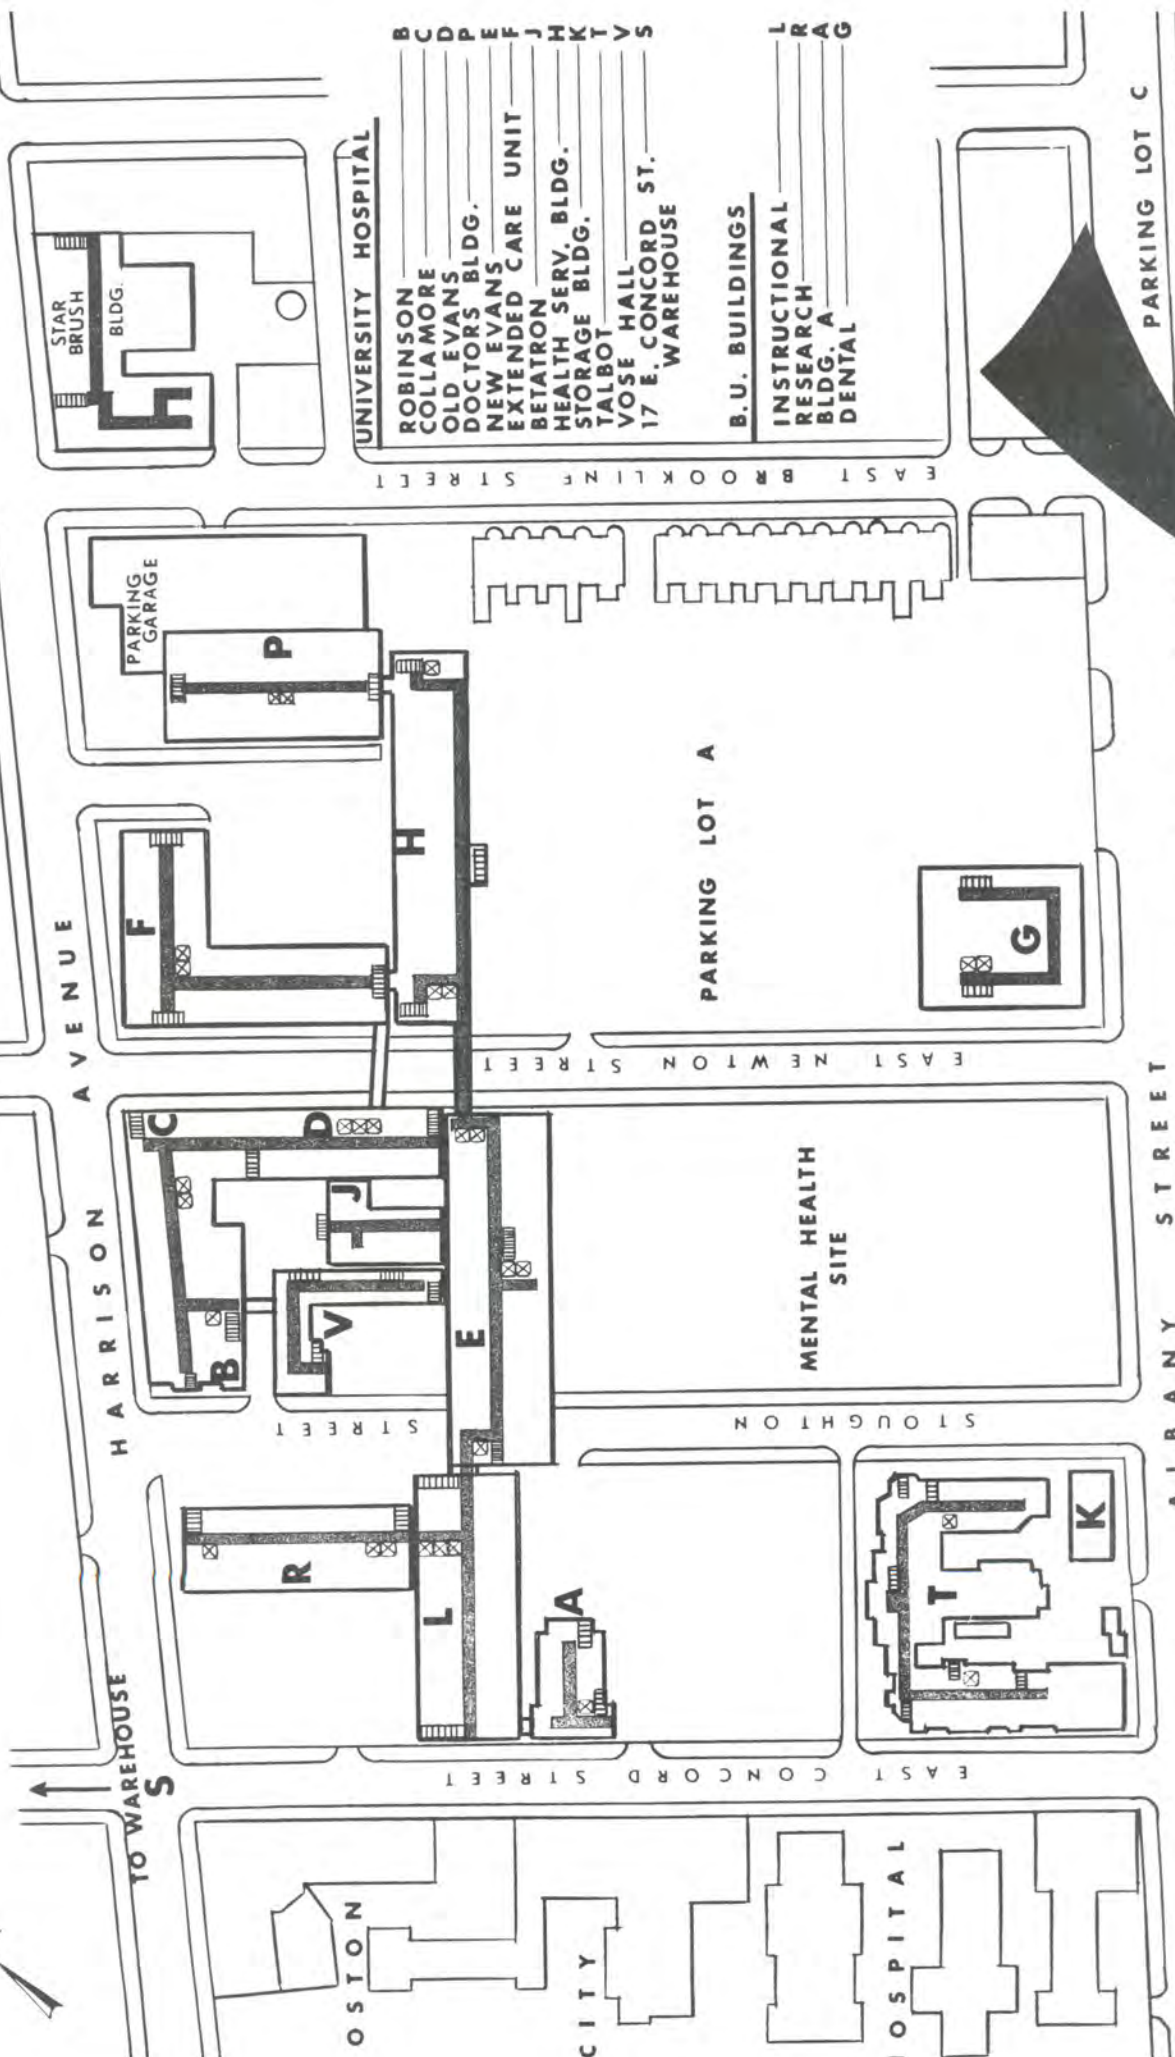 UNIVERSITY HOSPITAL
ROBINSON B
COLLAMORE C
OLD EVANS D
DOCTORS BLDG. P
NEW EVANS E
EXTENDED CARE UNIT F
BETATRON J
HEALTH SERV. BLDG. H
STORAGE BLDG. K
TALBOT T
VOSE HALL V
17 E. CONCORD ST. S
WAREHOUSE
B.U. BUILDINGS
INSTRUCTIONAL L
RESEARCH R
BLDG. A A
DENTAL G
STAR
BRUSH
BLDG.
EAST BROOKLINE STREET
PARKING LOT C
PARKING
GARAGE
P
H
F
PARKING LOT A
G
EAST NEWTON STREET
HARRISON AVENUE
C
D
J
V
B
E
MENTAL HEALTH
SITE
STOUGHTON STREET
ALBANY STREET
R
L
A
T
K
TO WAREHOUSE
S
EAST CONCORD STREET
OSTON
CITY
OSPITAL